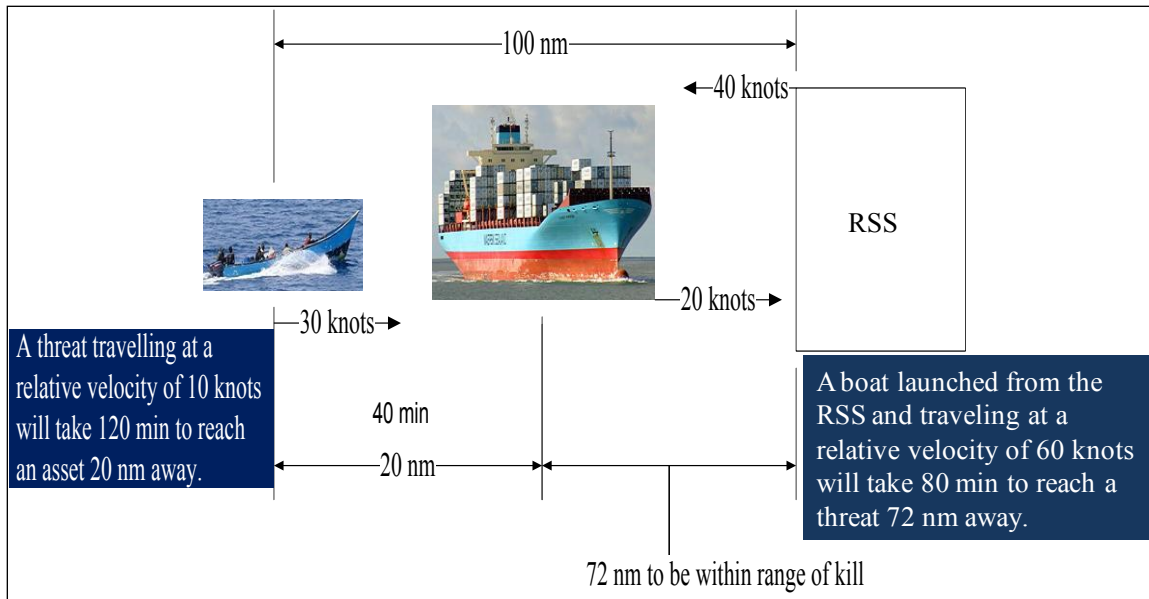 100 nm
40 knots
RSS
20 knots
30 knots
A threat travelling at a
relative velocity of 10 knots
will take 120 min to reach
an asset 20 nm away.
40 min
20 nm
A boat launched from the
RSS and traveling at a
relative velocity of 60 knots
will take 80 min to reach a
threat 72 nm away.
72 nm to be within range of kill